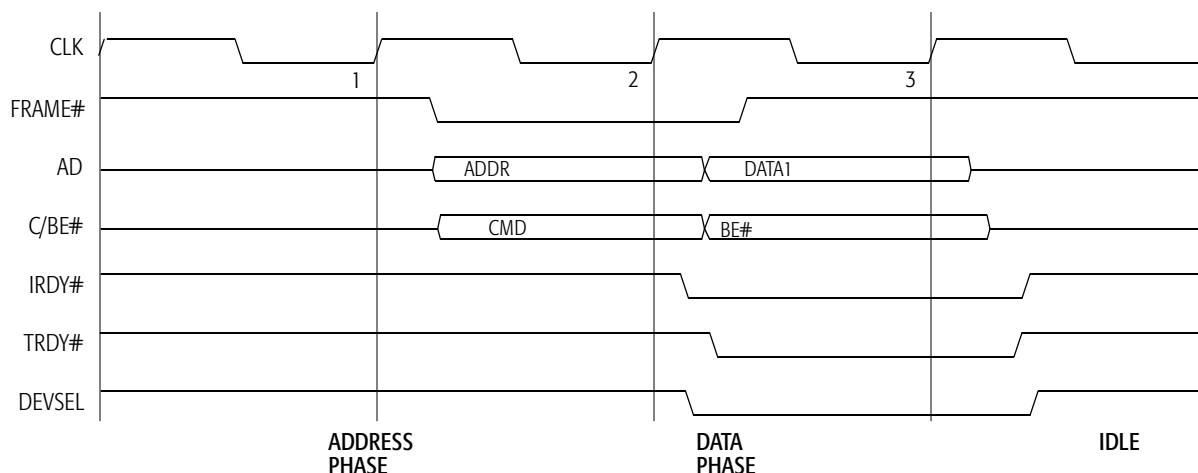 CLK
1
2
3
FRAME#
AD
ADDR
DATA1
C/BE#
CMD
BE#
IRDY#
TRDY#
DEVSEL
ADDRESS
PHASE
DATA
PHASE
IDLE